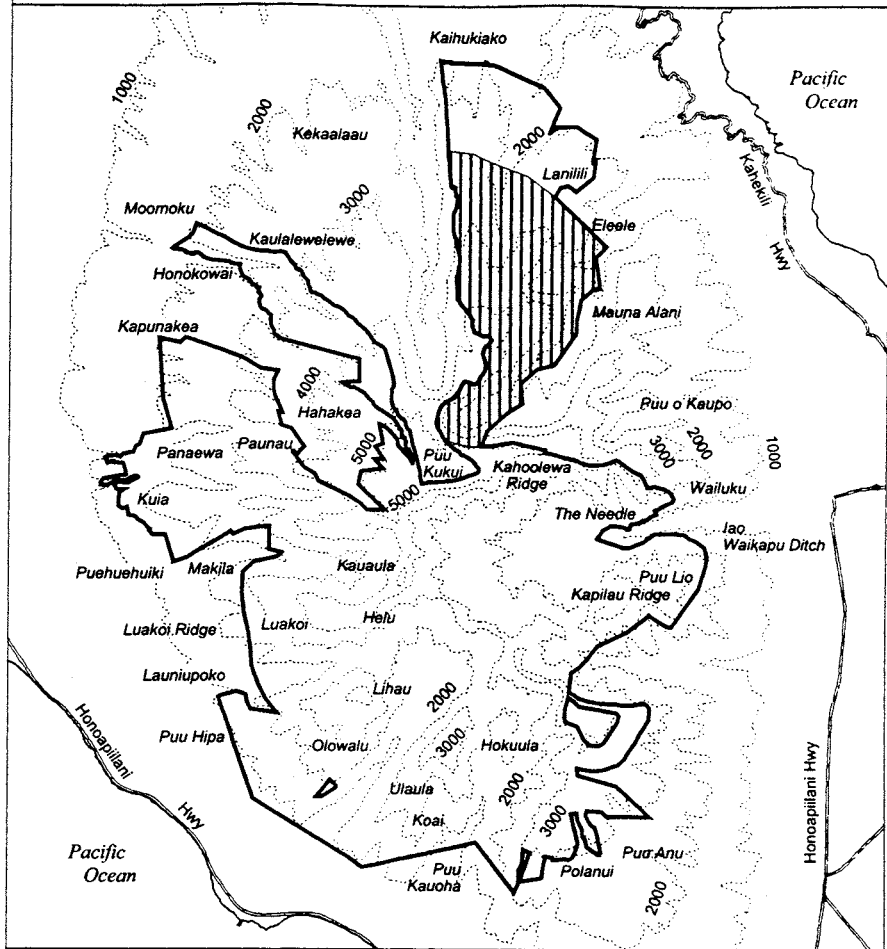 Kaihukiako
Pacific
Ocean
1000
2000
Kekaalaau
2000
Lanilili
Kahekili
Hwy
3000
Moomoku
Kaulalewelewe
Eleele
Honokowai
Kapunakea
Mauna Alani
4000
Hahakea
Puu o Kaupo
3000
2000
1000
Panaewa
Paunau
5000
Puu
Kukui
Kahoolewa
Ridge
Wailuku
Kuia
5000
The Needle
Iao
Waikapu Ditch
Puehuehuiki
Makila
Kauaula
Puu Lio
Kapilau Ridge
Luakoi Ridge
Luakoi
Helu
Launiupoko
Lihau
2000
Honoapiilani
Hwy
Puu Hipa
Olowalu
3000
Hokuula
Honoapiilani Hwy
Ulaula
2000
Koai
3000
Pacific
Ocean
Puu
Kauoha
Polanui
Puu Anu
2000